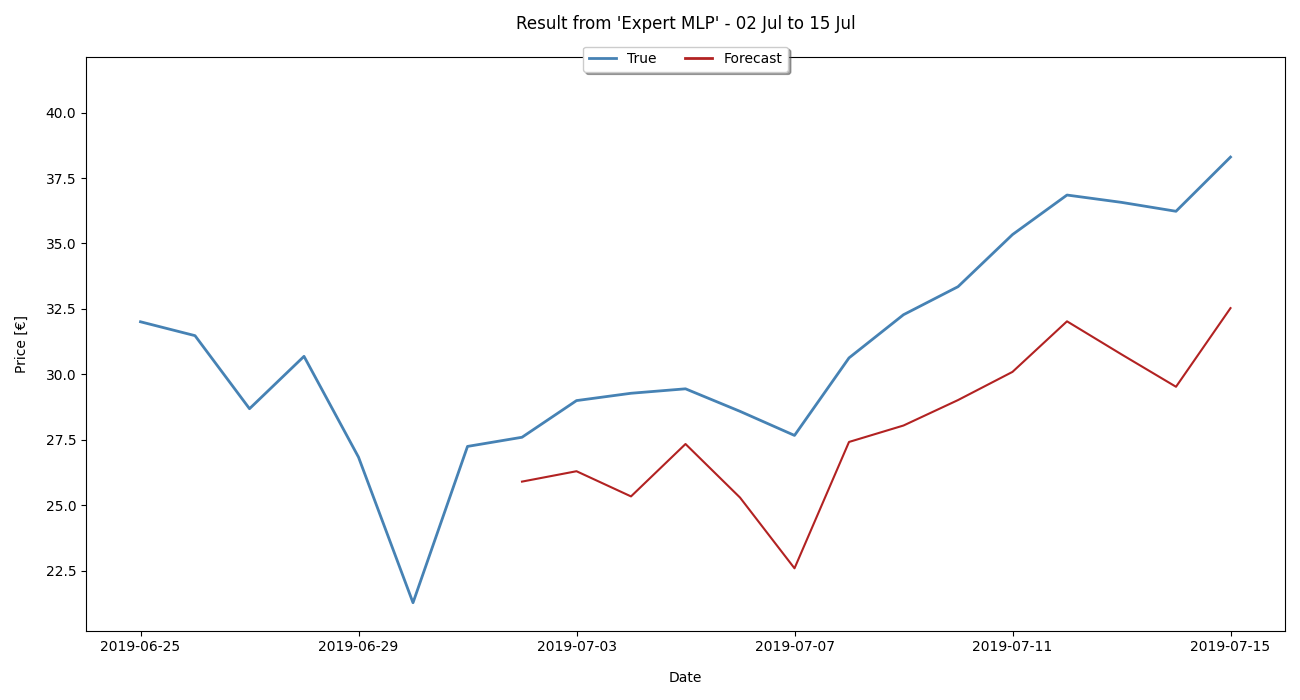 Result from 'Expert MLP' - 02 Jul to 15 Jul
True Forecast
Price [€]
40.0
37.5
35.0
32.5
30.0
27.5
25.0
22.5
2019-06-25 2019-06-29 2019-07-03 2019-07-07 2019-07-11 2019-07-15
Date